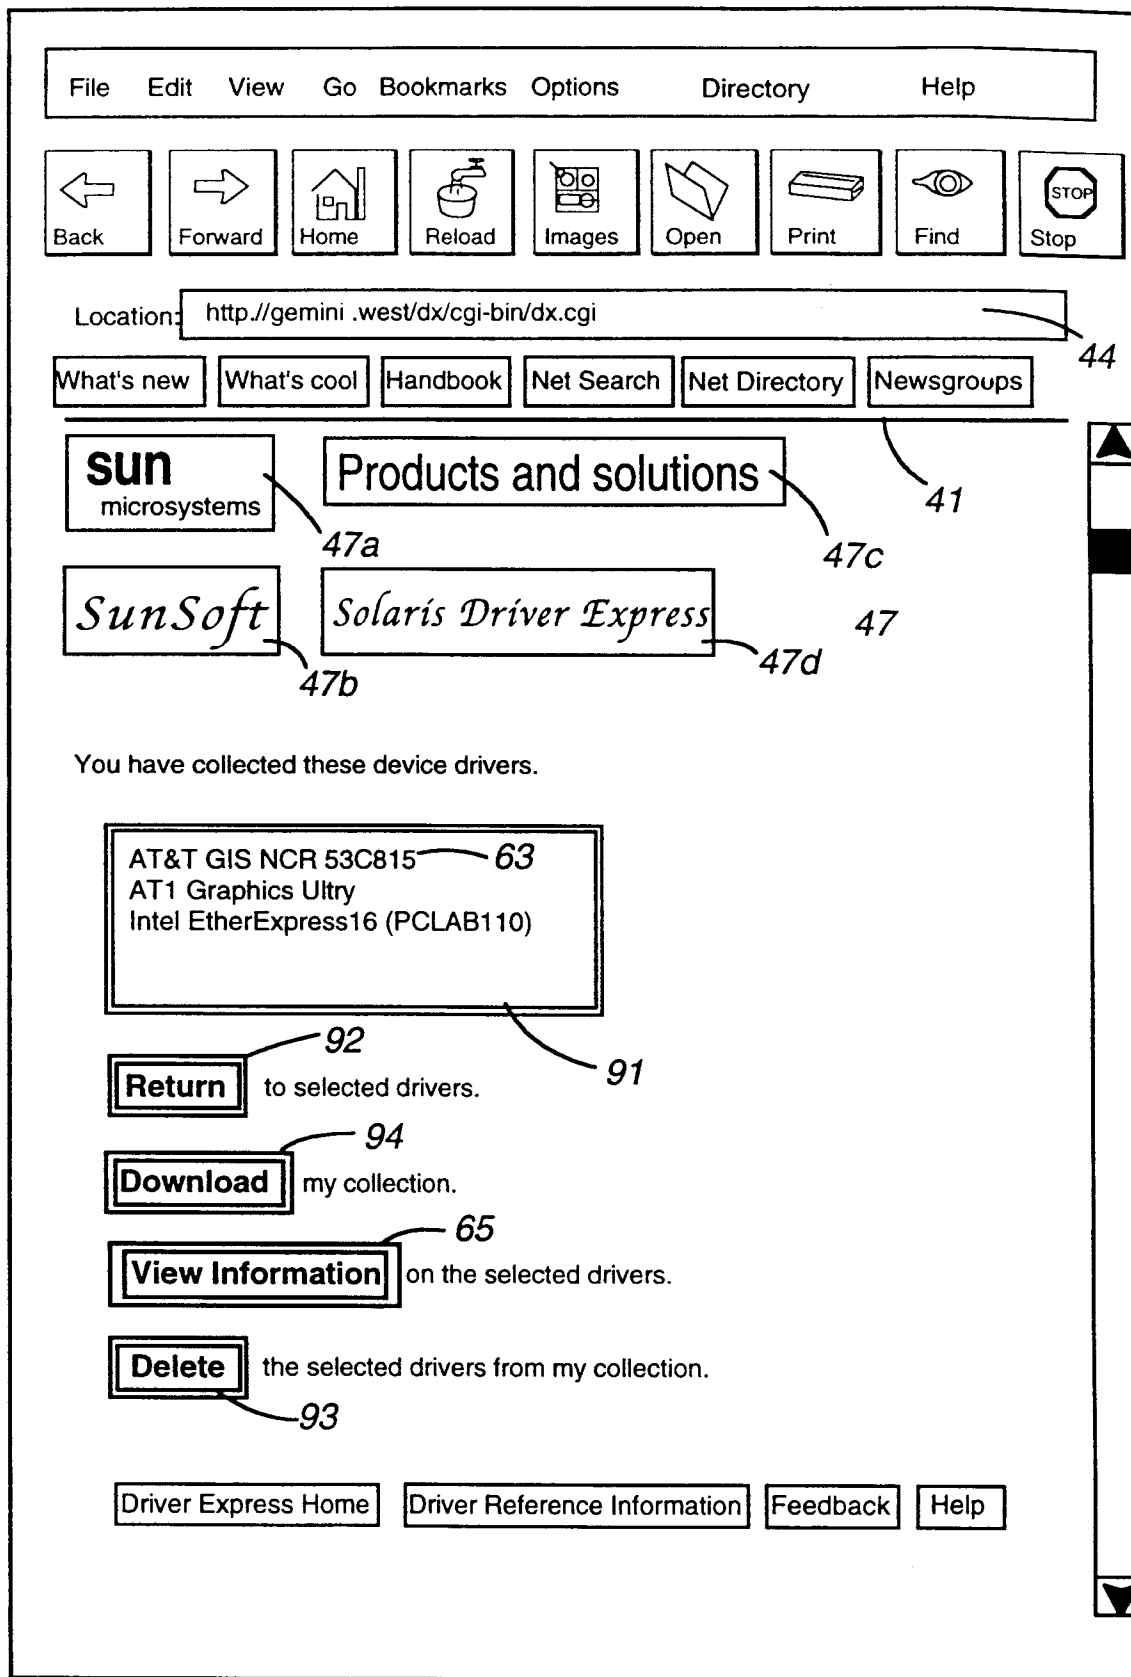 File Edit View Go Bookmarks Options Directory Help
STOP
Back Forward Home Reload Images Open Print Find Stop
Location: http.//gemini .west/dx/cgi-bin/dx.cgi
44
What's new What's cool Handbook Net Search Net Directory Newsgroups
sun
microsystems
Products and solutions
41
47a
47c
SunSoft
Solaris Driver Express
47
47b
47d
You have collected these device drivers.
AT&T GIS NCR 53C815 63
AT1 Graphics Ultry
Intel EtherExpress16 (PCLAB110)
92
91
Return to selected drivers.
94
Download my collection.
65
View Information on the selected drivers.
Delete the selected drivers from my collection.
93
Driver Express Home Driver Reference Information Feedback Help